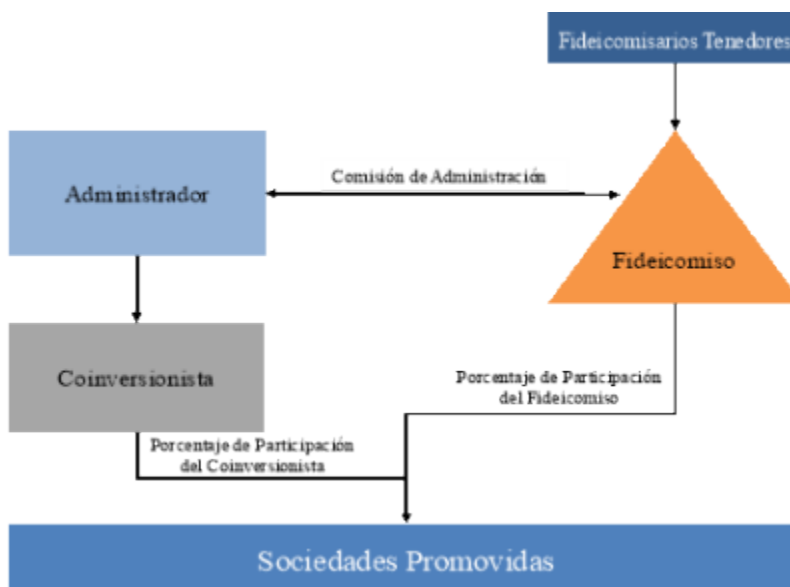 Fideicomisarios Tenedores
Comisión de Administración
Administrador
Fideicomiso
Coinversionista
Porcentaje de Participación
del Fideicomiso
Porcentaje de Participación
del Coinversionista
Sociedades Promovidas